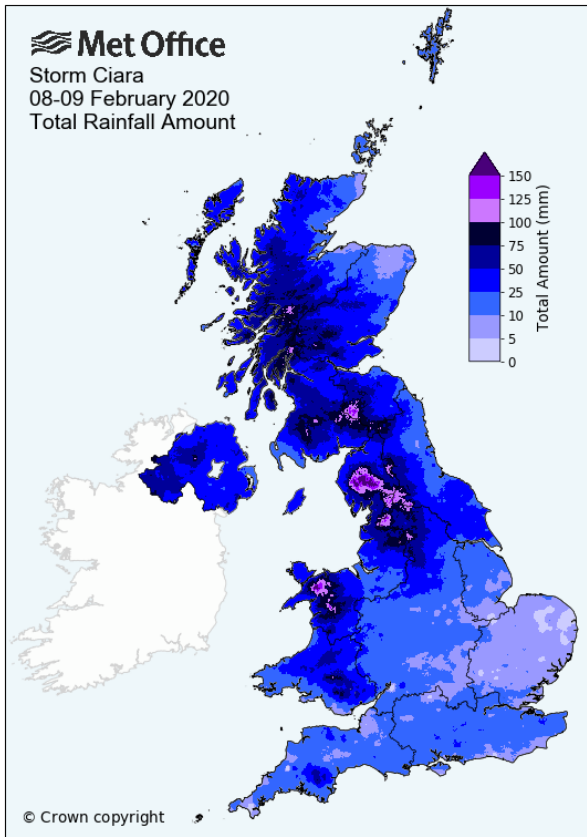 Met Office
Storm Ciara
08-09 February 2020
Total Rainfall Amount
150
125
100
75
50
25
10
5
0
Total Amount (mm)
© Crown copyright